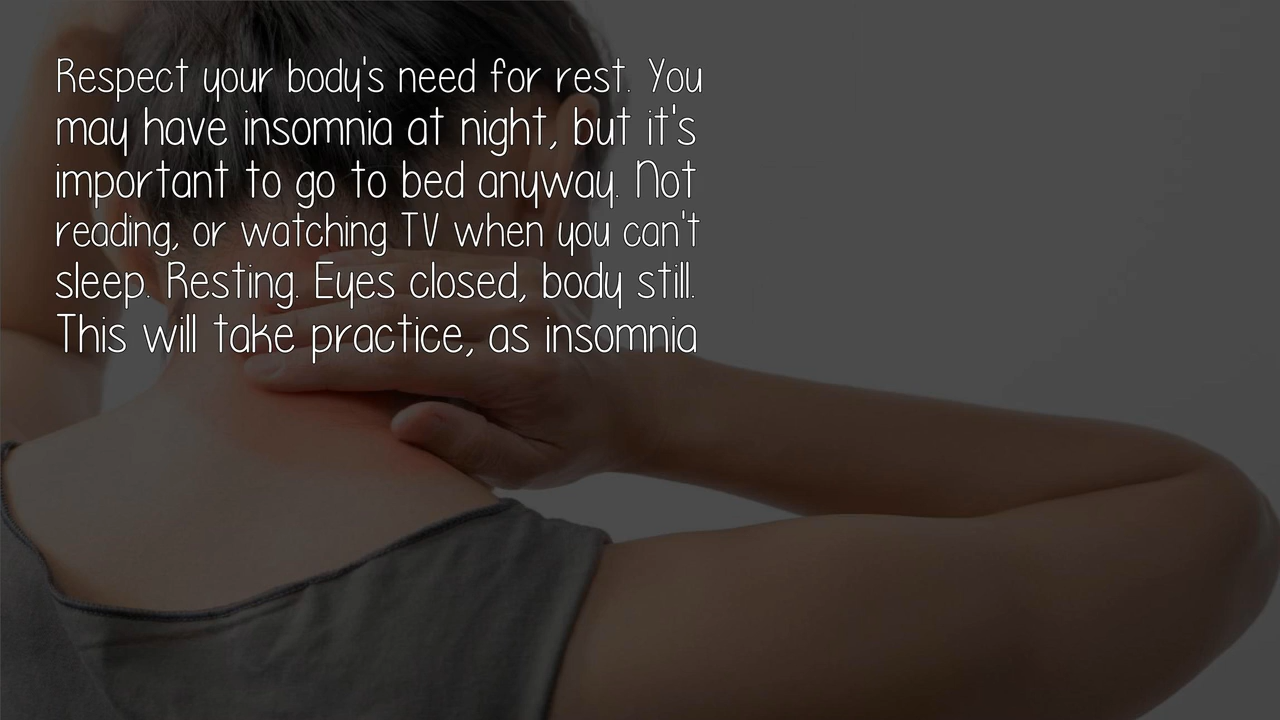 Respect your body's need for rest. You
may have insomnia at night, but it's
important to go to bed anyway. Not
reading, or watching TV when you can't
sleep. Resting. Eyes closed, body still.
This will take practice, as insomnia